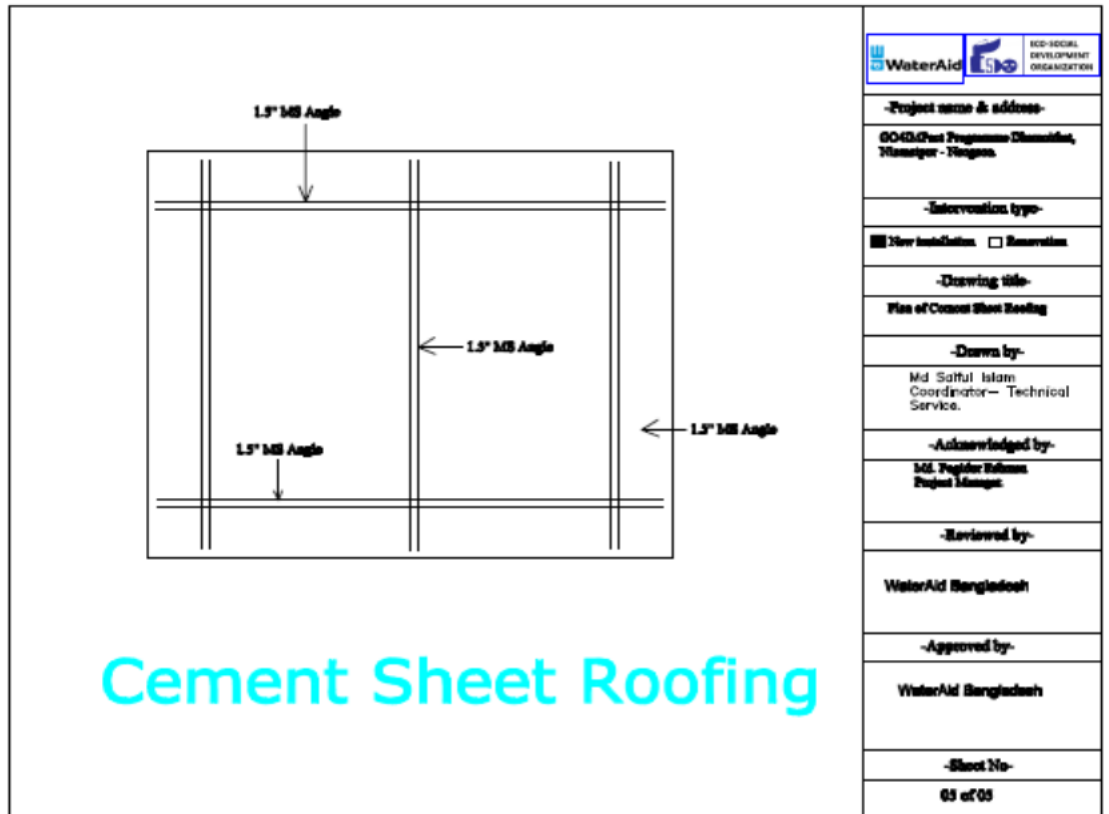 1.5" MS Angle
1.5" MS Angle
1.5" MS Angle
1.5" MS Angle
Cement Sheet Roofing
WaterAid
ESDO
ECO-SOCIAL
DEVELOPMENT
ORGANIZATION
-Project name & address-
Programme
-Intervention type-
New installation Renovation
-Drawing title-
Plan of Cement Sheet Roofing
-Drawn by-
Md Saiful Islam
Coordinator- Technical
Service.
-Acknowledged by-
Md.
Project Manager
-Reviewed by-
WaterAid Bangladesh
-Approved by-
WaterAid Bangladesh
-Sheet No-
05 of 05